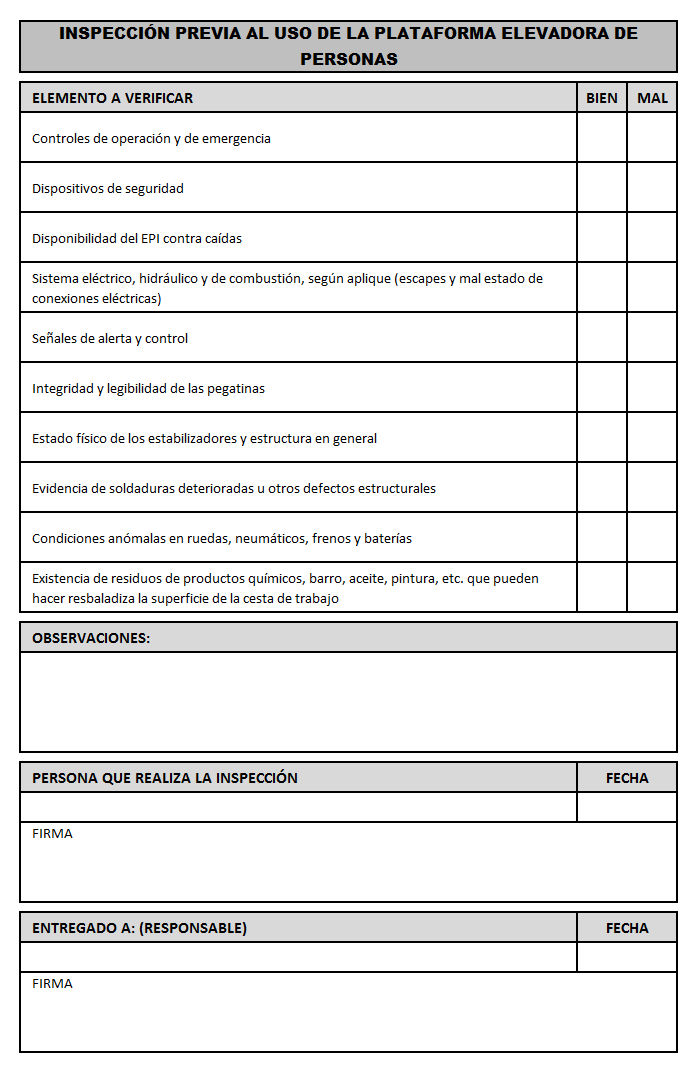 INSPECCIÓN PREVIA AL USO DE LA PLATAFORMA ELEVADORA DE
PERSONAS
ELEMENTO A VERIFICAR BIEN MAL
Controles de operación y de emergencia
Dispositivos de seguridad
Disponibilidad del EPI contra caídas
Sistema eléctrico, hidráulico y de combustión, según aplique (escapes y mal estado de
conexiones eléctricas)
Señales de alerta y control
Integridad y legibilidad de las pegatinas
Estado físico de los estabilizadores y estructura en general
Evidencia de soldaduras deterioradas u otros defectos estructurales
Condiciones anómalas en ruedas, neumáticos, frenos y baterías
Existencia de residuos de productos químicos, barro, aceite, pintura, etc. que pueden
hacer resbaladiza la superficie de la cesta de trabajo
OBSERVACIONES:
PERSONA QUE REALIZA LA INSPECCIÓN FECHA
FIRMA
ENTREGADO A: (RESPONSABLE) FECHA
FIRMA